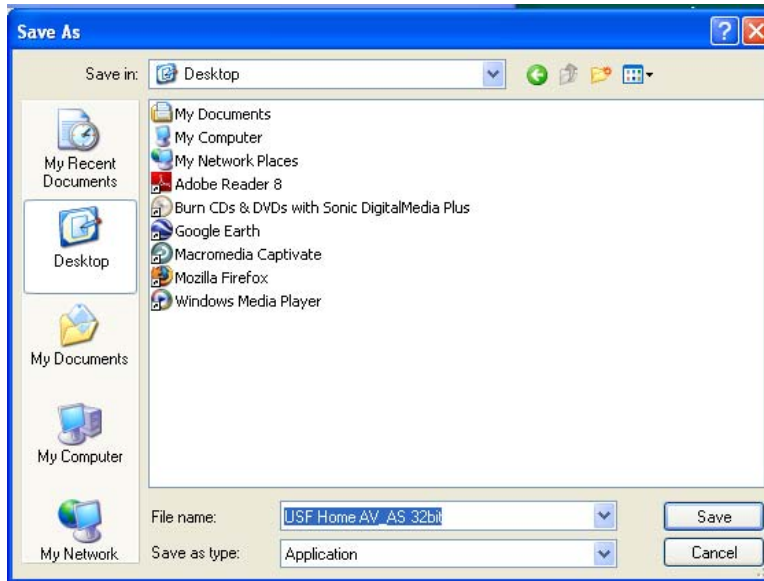 Save As
Save in:
Desktop
My Recent
Documents
Desktop
My Documents
My Computer
My Network
My Documents
My Computer
My Network Places
Adobe Reader 8
Burn CDs & DVDs with Sonic DigitalMedia Plus
Google Earth
Macromedia Captivate
Mozilla Firefox
Windows Media Player
File name:
USF Home AV_AS 32bit
Save
Save as type:
Application
Cancel